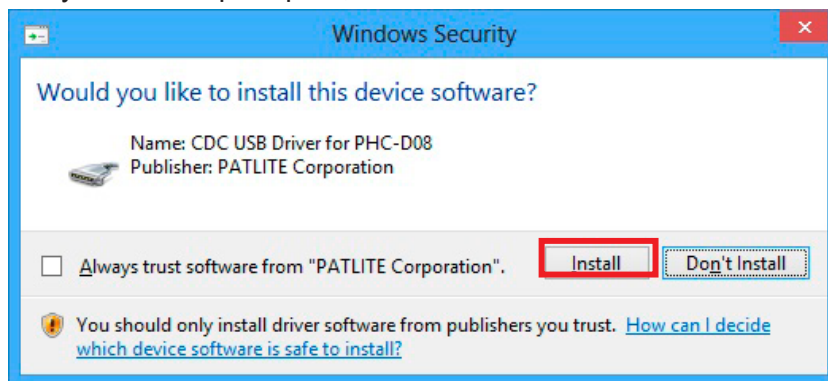 Windows Security
Would you like to install this device software?
Name: CDC USB Driver for PHC-D08
Publisher: PATLITE Corporation
Always trust software from "PATLITE Corporation".
Install
Don't Install
You should only install driver software from publishers you trust. How can I decide
which device software is safe to install?